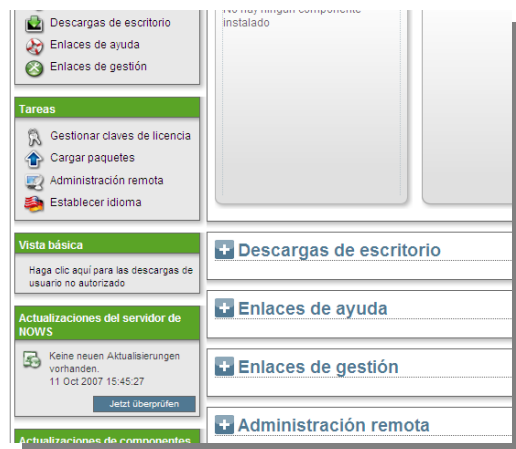 Descargas de escritorio
Enlaces de ayuda
Enlaces de gestión
Tareas
Gestionar claves de licencia
Cargar paquetes
Administración remota
Establecer idioma
Vista básica
Haga clic aquí para las descargas de
usuario no autorizado
Actualizaciones del servidor de
NOWS
Keine neuen Aktualisierungen
vorhanden.
11 Oct 2007 15:45:27
Jetzt überprüfen
Actualizaciones de componentes
No hay ningún componente
instalado
Descargas de escritorio
Enlaces de ayuda
Enlaces de gestión
Administración remota